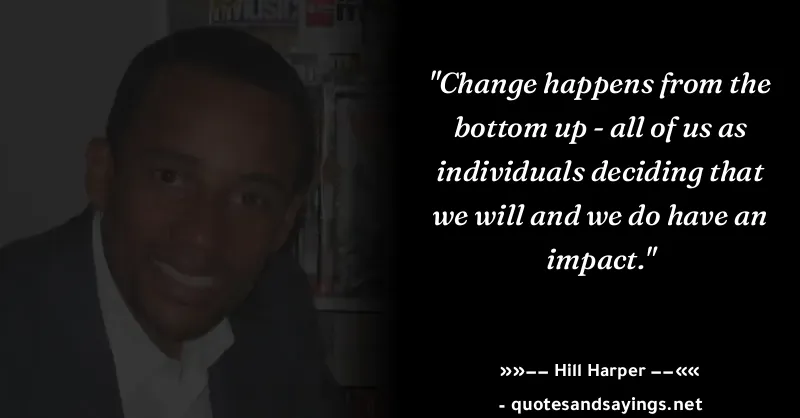 MUSIC
"Change happens from the
bottom up - all of us as
individuals deciding that
we will and we do have an
impact."
»»–– Hill Harper ––««
- quotesandsayings.net